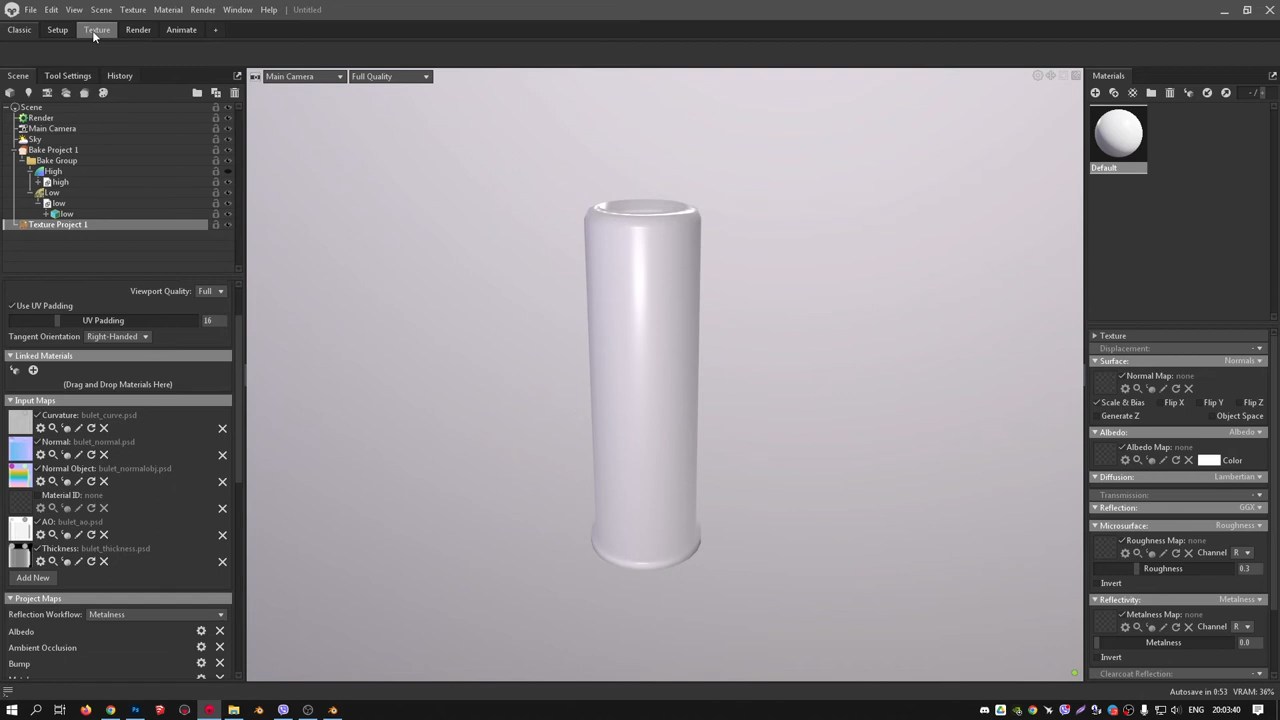 File Edit View Scene Texture Material Render Window Help Untitled
Classic Setup Texture Render Animate +
Scene Tool Settings History
Main Camera Full Quality
Materials
- /
Scene
Render
Main Camera
Sky
Bake Project 1
Bake Group
High
high
Low
low
low
Texture Project 1
Default
Viewport Quality: Full
Use UV Padding
UV Padding 16
Tangent Orientation Right-Handed
Linked Materials
(Drag and Drop Materials Here)
Input Maps
Curvature: bulet_curve.psd
Normal: bulet_normal.psd
Normal Object: bulet_normalobj.psd
Material ID: none
AO: bulet_ao.psd
Thickness: bulet_thickness.psd
Add New
Project Maps
Reflection Workflow: Metalness
Albedo
Ambient Occlusion
Bump
Texture
Displacement: -
Surface: Normals
Normal Map: none
Scale & Bias Flip X Flip Y Flip Z
Generate Z Object Space
Albedo: Albedo
Albedo Map: none
Color
Diffusion: Lambertian
Transmission: -
Reflection: GGX
Microsurface: Roughness
Roughness Map: none
Channel R
Roughness 0.3
Invert
Reflectivity: Metalness
Metalness Map: none
Channel R
Metalness 0.0
Invert
Clearcoat Reflection: -
Autosave in 0:53 VRAM: 36%
ENG 20:03:40